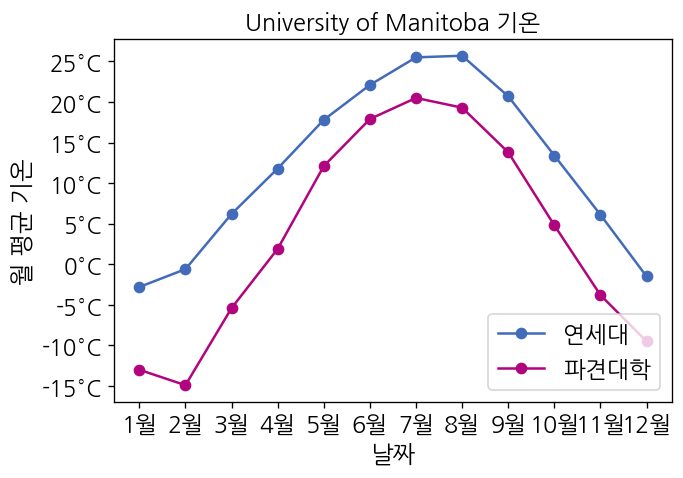 University of Manitoba 기온
월 평균 기온
25°C
20°C
15°C
10°C
5°C
0°C
-5°C
-10°C
-15°C
연세대
파견대학
1월 2월 3월 4월 5월 6월 7월 8월 9월 10월 11월 12월
날짜